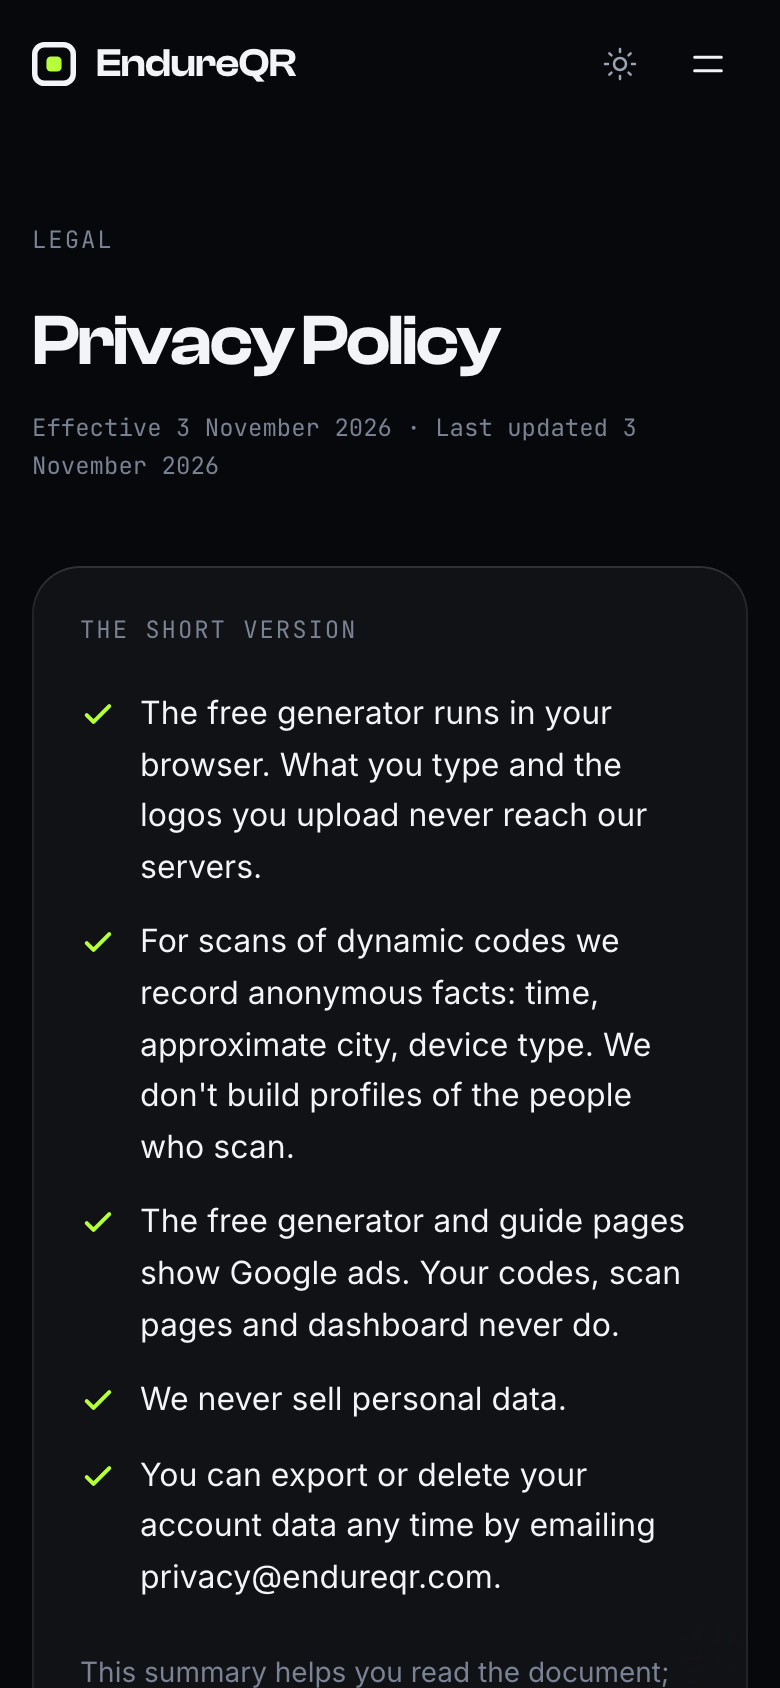 EndureQR
LEGAL
Privacy Policy
Effective 3 November 2026 · Last updated 3
November 2026
THE SHORT VERSION
The free generator runs in your
browser. What you type and the
logos you upload never reach our
servers.
For scans of dynamic codes we
record anonymous facts: time,
approximate city, device type. We
don't build profiles of the people
who scan.
The free generator and guide pages
show Google ads. Your codes, scan
pages and dashboard never do.
We never sell personal data.
You can export or delete your
account data any time by emailing
privacy@endureqr.com.
This summary helps you read the document;